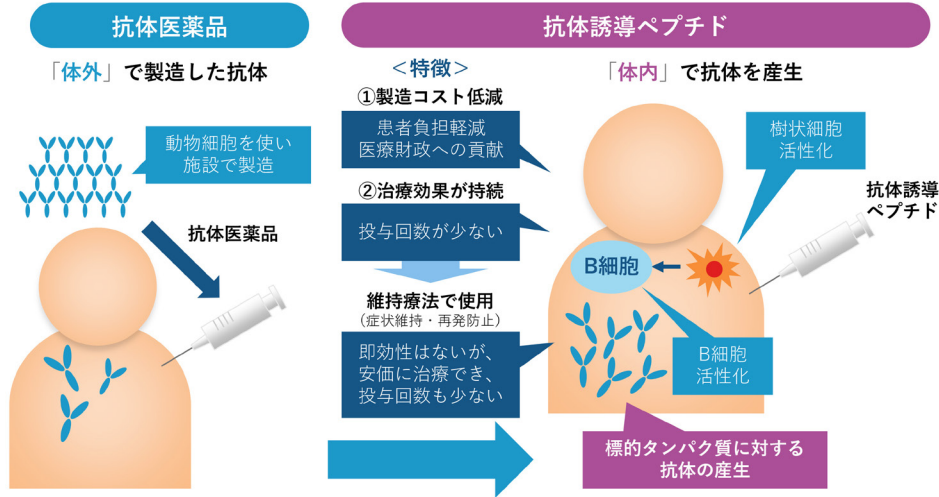 抗体医薬品
「体外」で製造した抗体
動物細胞を使い
施設で製造
抗体医薬品
抗体誘導ペプチド
＜特徴＞
①製造コスト低減
患者負担軽減
医療財政への貢献
②治療効果が持続
投与回数が少ない
維持療法で使用
（症状維持・再発防止）
即効性はないが、
安価に治療でき、
投与回数も少ない
「体内」で抗体を産生
樹状細胞
活性化
抗体誘導
ペプチド
B細胞
B細胞
活性化
標的タンパク質に対する
抗体の産生